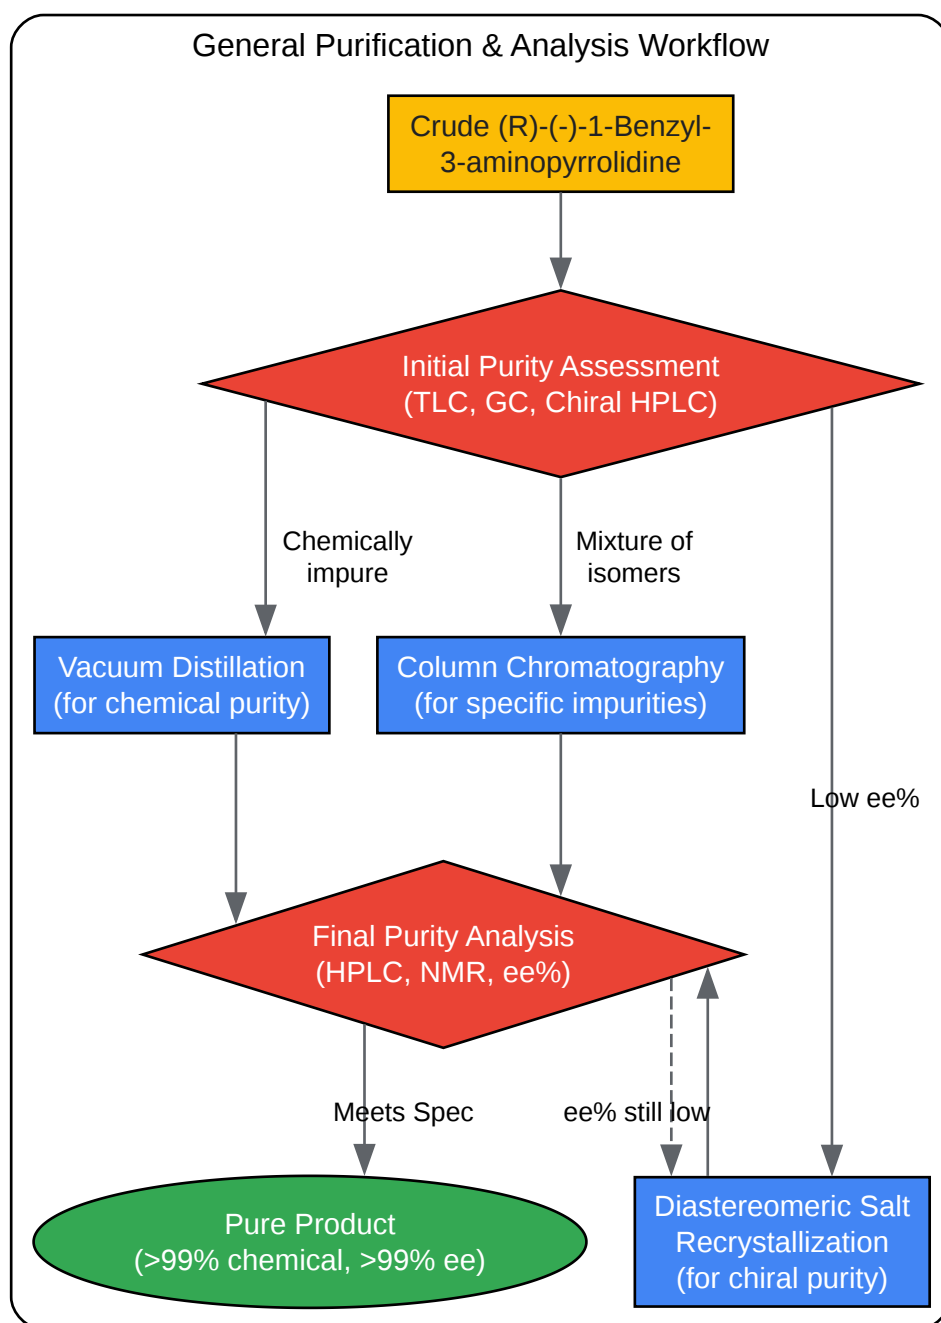 General Purification & Analysis Workflow
Crude (R)-(-)-1-Benzyl-
3-aminopyrrolidine
Initial Purity Assessment
(TLC, GC, Chiral HPLC)
Chemically
impure
Mixture of
isomers
Vacuum Distillation
(for chemical purity)
Column Chromatography
(for specific impurities)
Low ee%
Final Purity Analysis
(HPLC, NMR, ee%)
Meets Spec
ee% still low
Pure Product
(>99% chemical, >99% ee)
Diastereomeric Salt
Recrystallization
(for chiral purity)